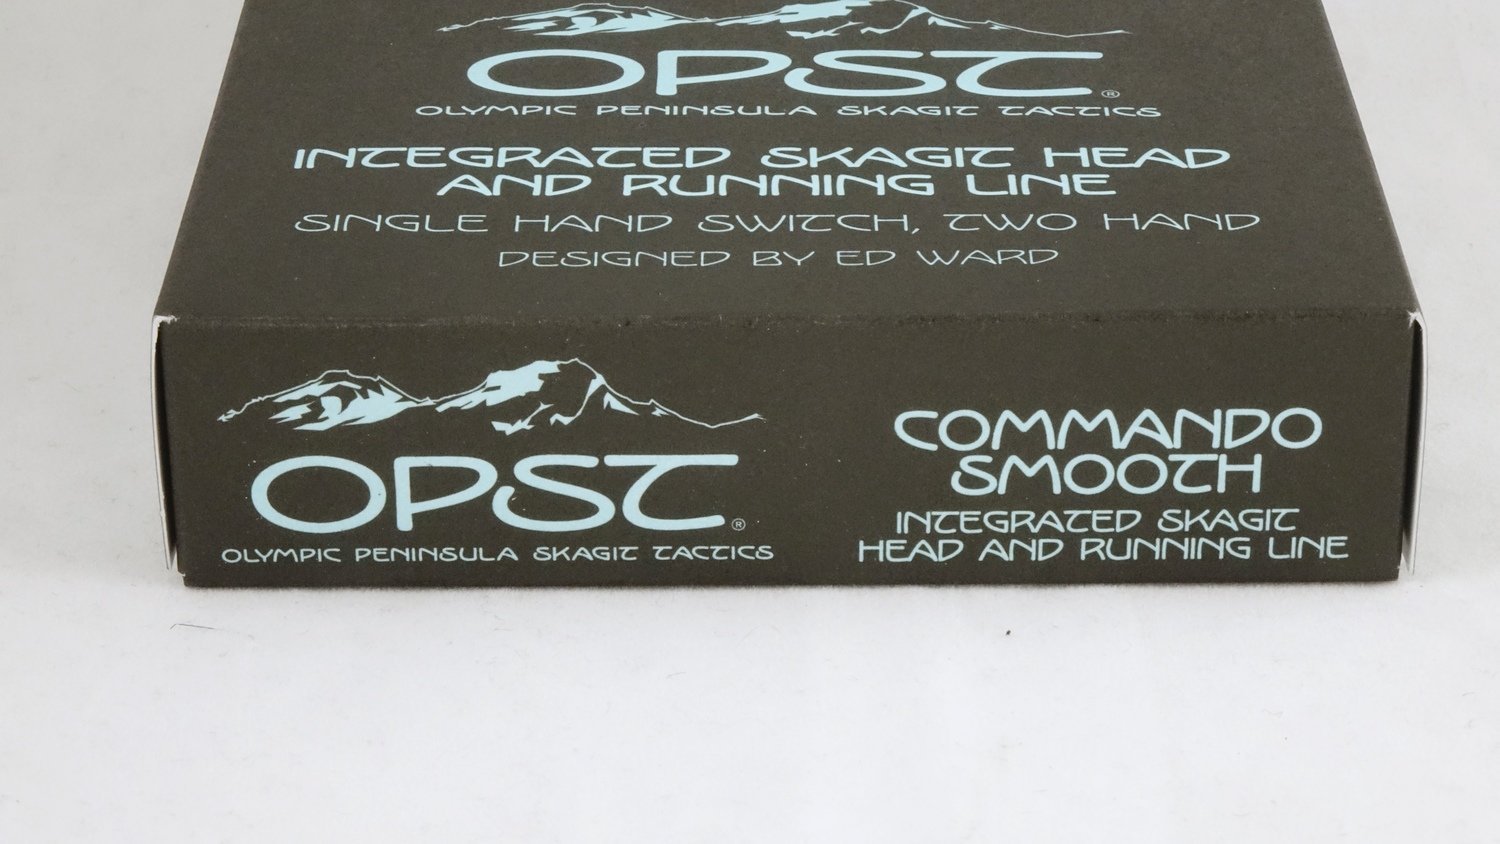 OPST®
OLYMPIC PENINSULA SKAGIT TACTICS
INTEGRATED SKAGIT HEAD
AND RUNNING LINE
SINGLE HAND SWITCH, TWO HAND
DESIGNED BY ED WARD
OPST®
OLYMPIC PENINSULA SKAGIT TACTICS
COMMANDO
SMOOTH
INTEGRATED SKAGIT
HEAD AND RUNNING LINE